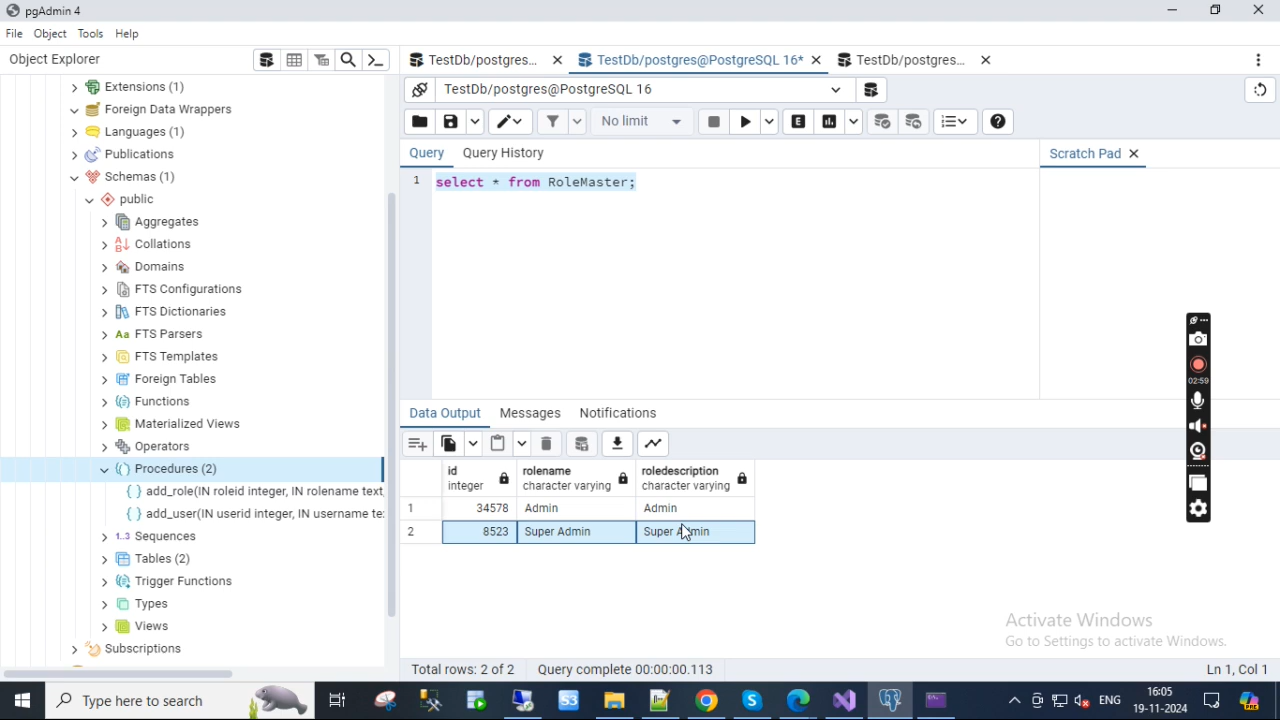 pgAdmin 4
File Object Tools Help
Object Explorer
TestDb/postgres...
TestDb/postgres@PostgreSQL 16*
TestDb/postgres...
TestDb/postgres@PostgreSQL 16
No limit
Query
Query History
Scratch Pad
1 select * from RoleMaster;
Extensions (1)
Foreign Data Wrappers
Languages (1)
Publications
Schemas (1)
public
Aggregates
Collations
Domains
FTS Configurations
FTS Dictionaries
Aa FTS Parsers
FTS Templates
Foreign Tables
Functions
Materialized Views
Operators
Procedures (2)
add_role(IN roleid integer, IN rolename text,
add_user(IN userid integer, IN username te
1..3 Sequences
Tables (2)
Trigger Functions
Types
Views
Subscriptions
Data Output
Messages
Notifications
id integer
rolename character varying
roledescription character varying
1 34578 Admin Admin
2 8523 Super Admin Super Admin
02:59
Activate Windows
Go to Settings to activate Windows.
Total rows: 2 of 2
Query complete 00:00:00.113
Ln 1, Col 1
Type here to search
ENG
16:05
19-11-2024